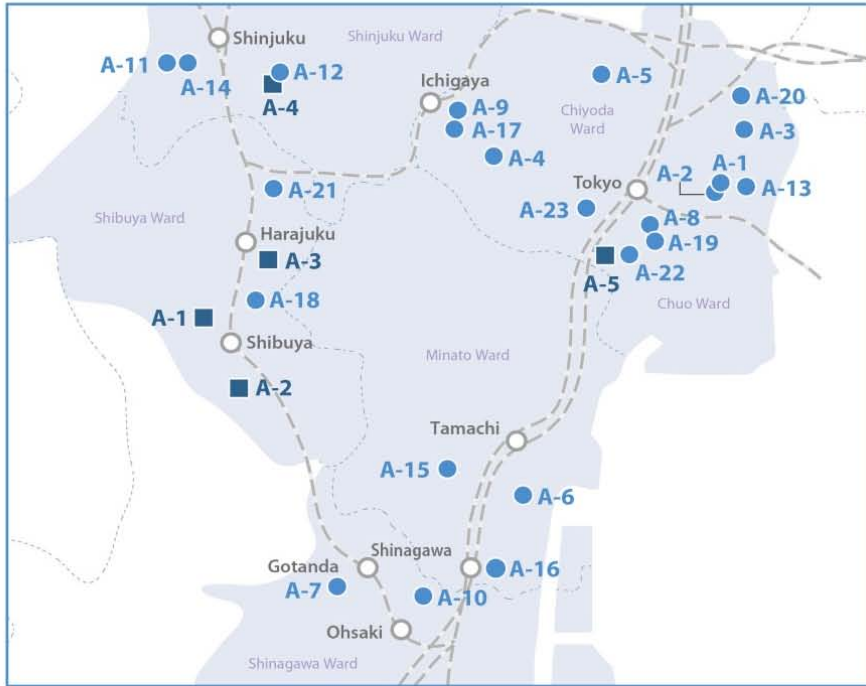 Shinjuku
Shinjuku Ward
A-11
A-14
A-12
A-4
Ichigaya
A-9
A-17
A-4
A-5
Chiyoda
Ward
A-20
A-3
A-1
A-2
A-13
Tokyo
A-23
A-8
A-19
A-22
A-5
Chuo Ward
A-21
Shibuya Ward
Harajuku
A-3
A-18
A-1
Shibuya
A-2
Minato Ward
Tamachi
A-15
A-6
Shinagawa
Gotanda
A-7
A-16
A-10
Ohsaki
Shinagawa Ward